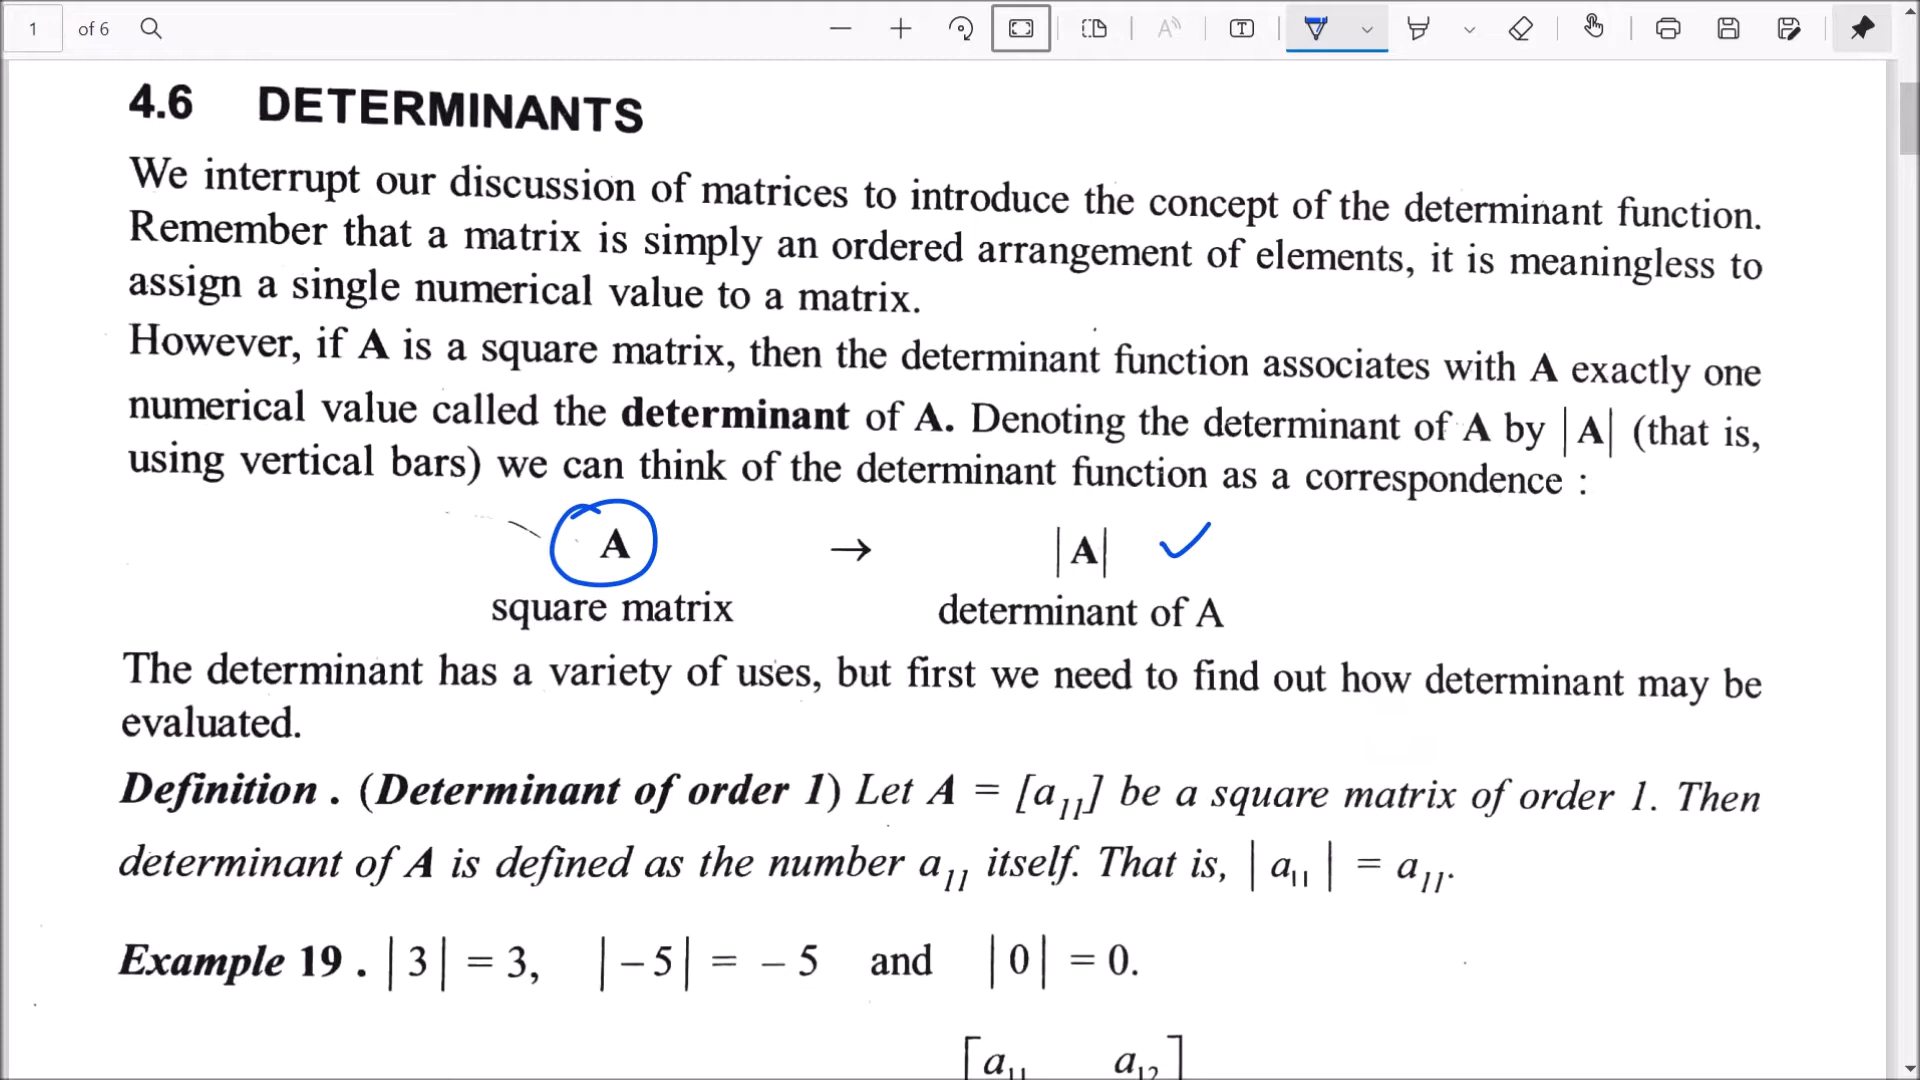 1 of 6
4.6 DETERMINANTS
We interrupt our discussion of matrices to introduce the concept of the determinant function.
Remember that a matrix is simply an ordered arrangement of elements, it is meaningless to
assign a single numerical value to a matrix.
However, if A is a square matrix, then the determinant function associates with A exactly one
numerical value called the determinant of A. Denoting the determinant of A by |A| (that is,
using vertical bars) we can think of the determinant function as a correspondence :
A → |A| ✓
square matrix determinant of A
The determinant has a variety of uses, but first we need to find out how determinant may be
evaluated.
Definition . (Determinant of order 1) Let A = [a₁₁] be a square matrix of order 1. Then
determinant of A is defined as the number a₁₁ itself. That is, | a₁₁ | = a₁₁.
Example 19 . | 3 | = 3, | – 5 | = – 5 and | 0 | = 0.
[ a₁₁ a₁₂ ]